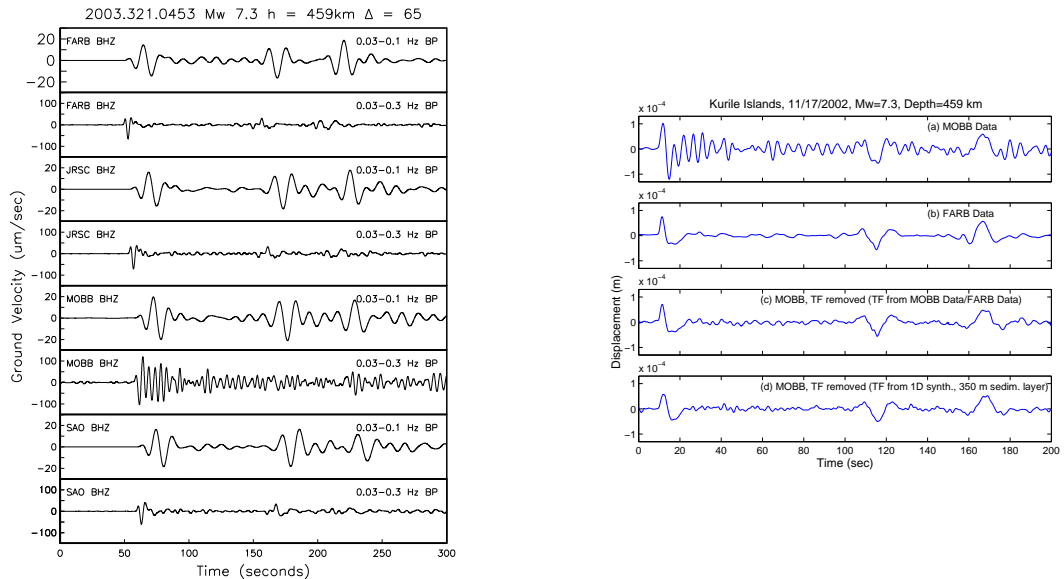 2003.321.0453 Mw 7.3 h = 459km Δ = 65
Ground Velocity (um/sec)
FARB BHZ 0.03-0.1 Hz BP
20
0
-20
FARB BHZ 0.03-0.3 Hz BP
100
0
-100
JRSC BHZ 0.03-0.1 Hz BP
20
0
-20
JRSC BHZ 0.03-0.3 Hz BP
100
0
-100
MOBB BHZ 0.03-0.1 Hz BP
20
0
-20
MOBB BHZ 0.03-0.3 Hz BP
100
0
-100
SAO BHZ 0.03-0.1 Hz BP
20
0
-20
SAO BHZ 0.03-0.3 Hz BP
100
0
-100
0 50 100 150 200 250 300
Time (seconds)
Kurile Islands, 11/17/2002, Mw=7.3, Depth=459 km
Displacement (m)
x 10-4
(a) MOBB Data
1
0
-1
x 10-4
(b) FARB Data
1
0
-1
x 10-4
(c) MOBB, TF removed (TF from MOBB Data/FARB Data)
1
0
-1
x 10-4
(d) MOBB, TF removed (TF from 1D synth., 350 m sedim. layer)
1
0
-1
0 20 40 60 80 100 120 140 160 180 200
Time (sec)